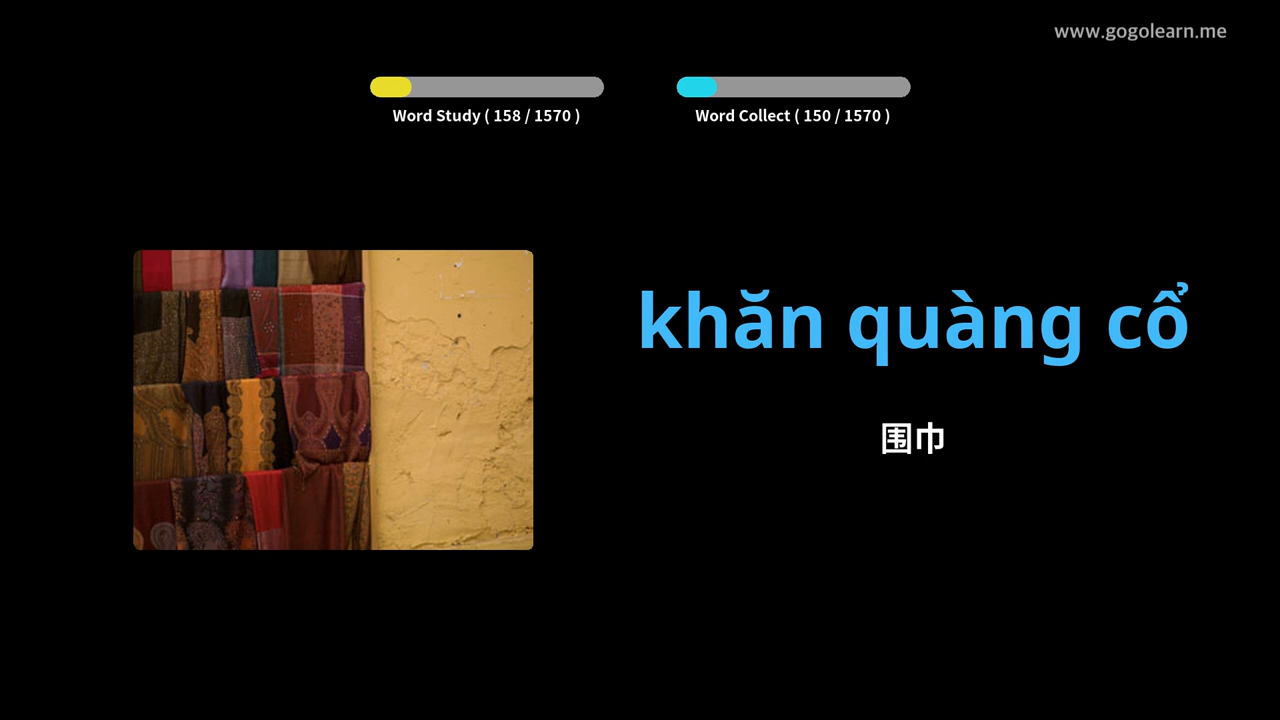 www.gogolearn.me
Word Study ( 158 / 1570 )
Word Collect ( 150 / 1570 )
khăn quàng cổ
围巾